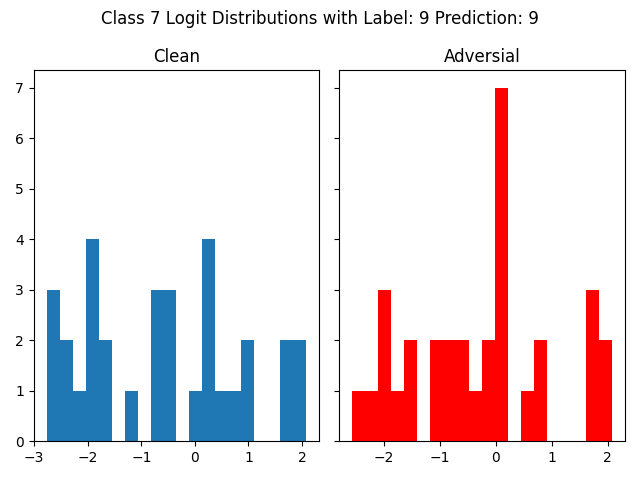 Class 7 Logit Distributions with Label: 9 Prediction: 9
Clean
Adversial
7
6
5
4
3
2
1
0
−3 −2 −1 0 1 2
−2 −1 0 1 2